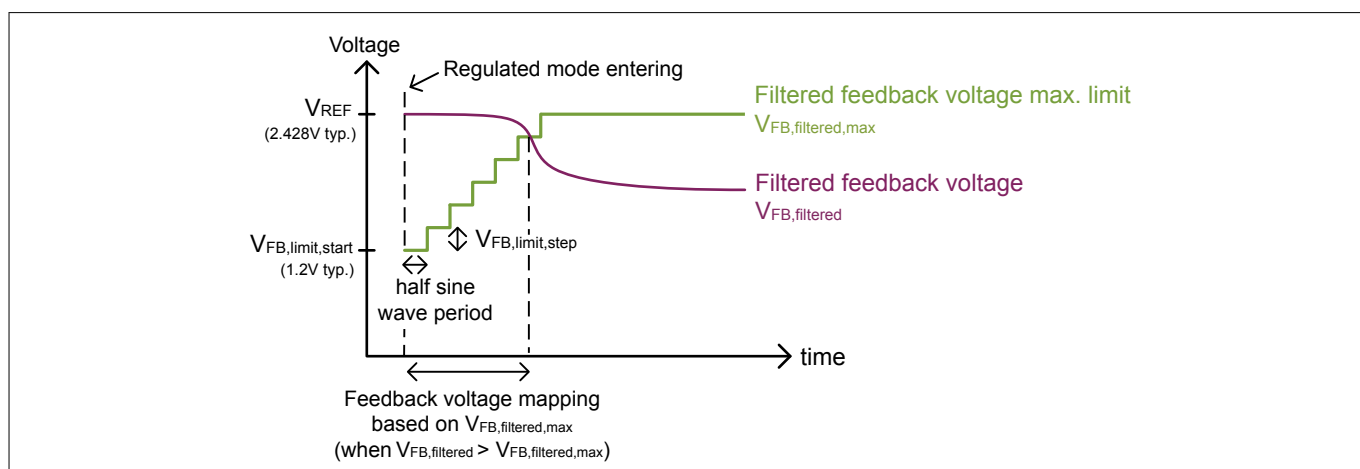 Voltage
Regulated mode entering
VREF
(2.428V typ.)
Filtered feedback voltage max. limit
VFB,filtered,max
Filtered feedback voltage
VFB,filtered
VFB,limit,start
(1.2V typ.)
VFB,limit,step
half sine
wave period
time
Feedback voltage mapping
based on VFB,filtered,max
(when VFB,filtered > VFB,filtered,max)